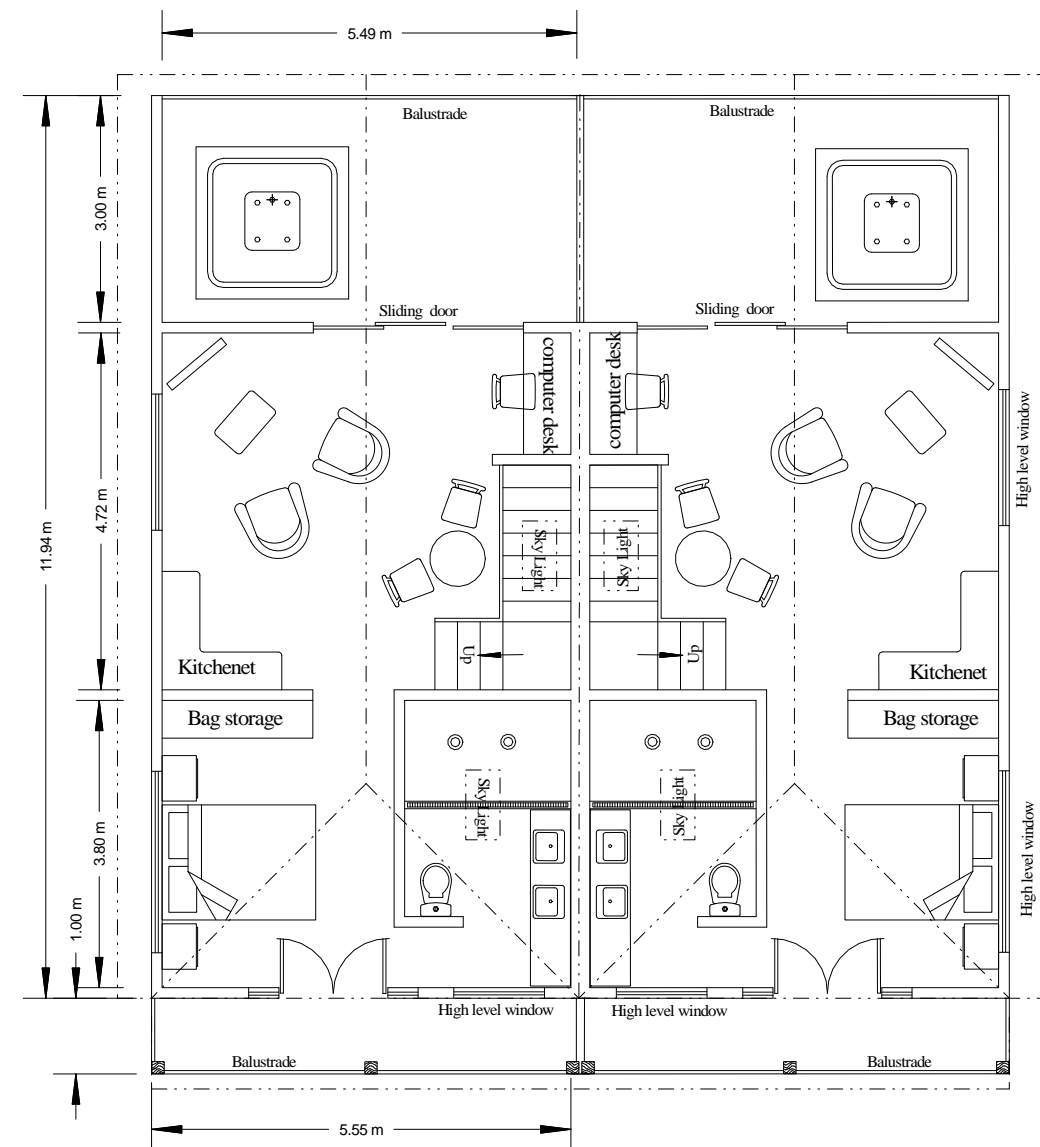 5.49 m
Balustrade
Balustrade
3.00 m
Sliding door
Sliding door
computer desk
computer desk
High level window
4.72 m
11.94 m
Sky Light
Sky Light
Up
Up
Kitchenet
Kitchenet
Bag storage
Bag storage
Sky Light
Sky Light
3.80 m
High level window
1.00 m
High level window
High level window
Balustrade
Balustrade
5.55 m